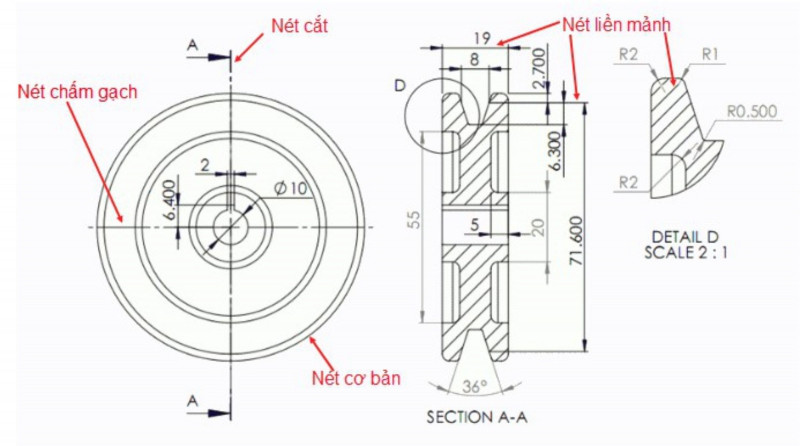 A
Nét cắt
Nét chấm gạch
2
6.400
Ø 10
Nét cơ bản
A
Nét liền mảnh
19
8
2.700
D
6.300
55
5
20
71.600
36°
SECTION A-A
R2
R1
R0.500
R2
DETAIL D
SCALE 2 : 1